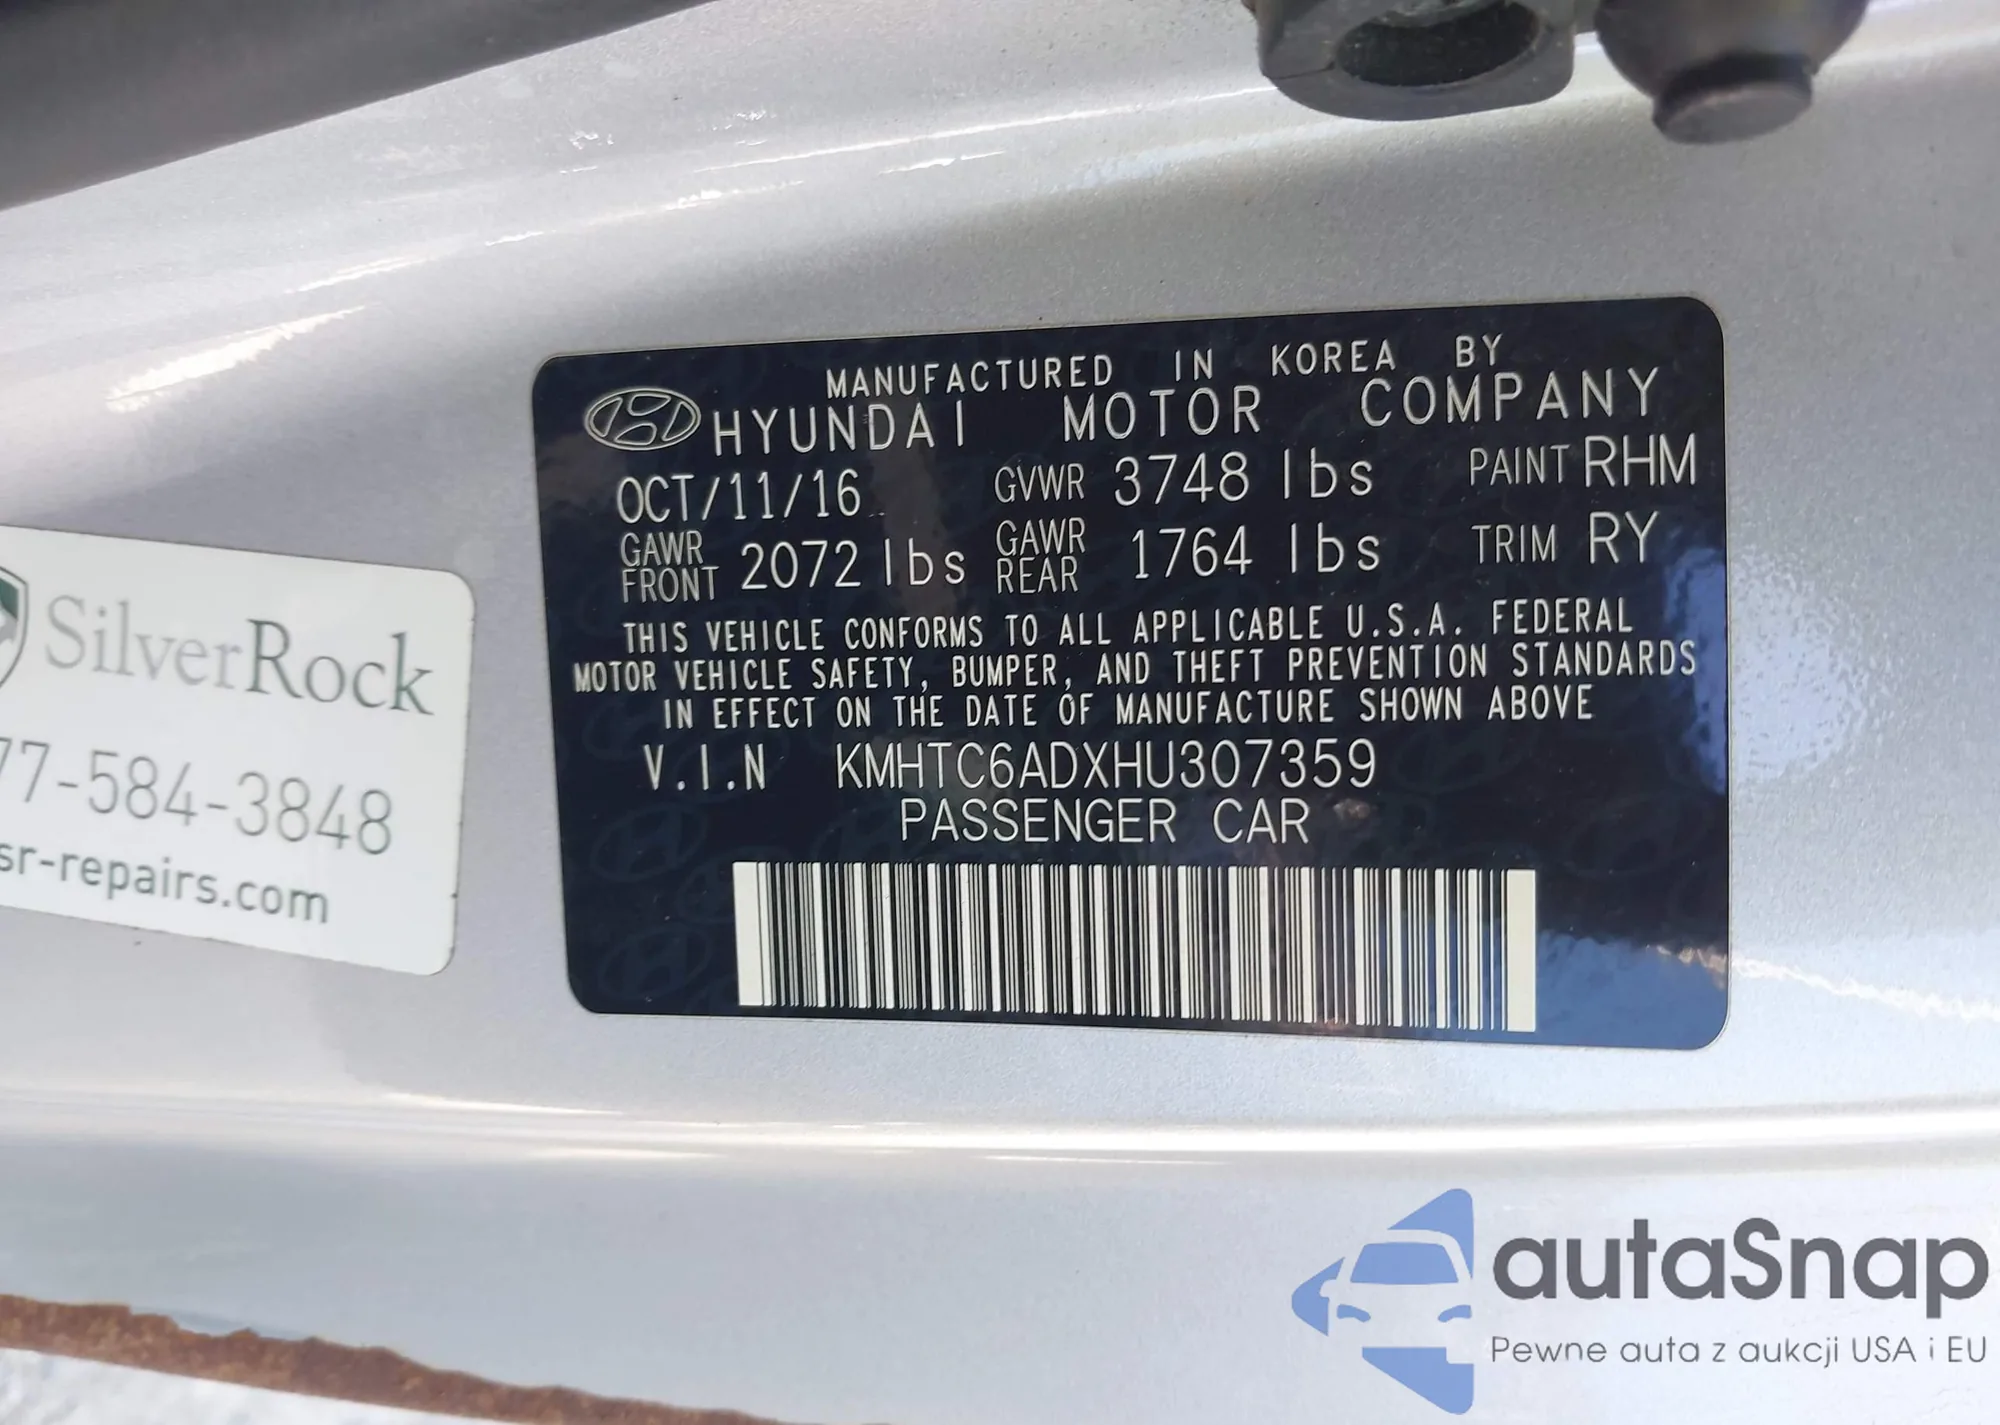 MANUFACTURED IN KOREA BY
HYUNDAI MOTOR COMPANY
OCT/11/16 GVWR 3748 lbs PAINT RHM
GAWR FRONT 2072 lbs GAWR REAR 1764 lbs TRIM RY
THIS VEHICLE CONFORMS TO ALL APPLICABLE U.S.A. FEDERAL
MOTOR VEHICLE SAFETY, BUMPER, AND THEFT PREVENTION STANDARDS
IN EFFECT ON THE DATE OF MANUFACTURE SHOWN ABOVE
V.I.N KMHTC6ADXHU307359
PASSENGER CAR
SilverRock
77-584-3848
sr-repairs.com
autaSnap
Pewne auta z aukcji USA i EU